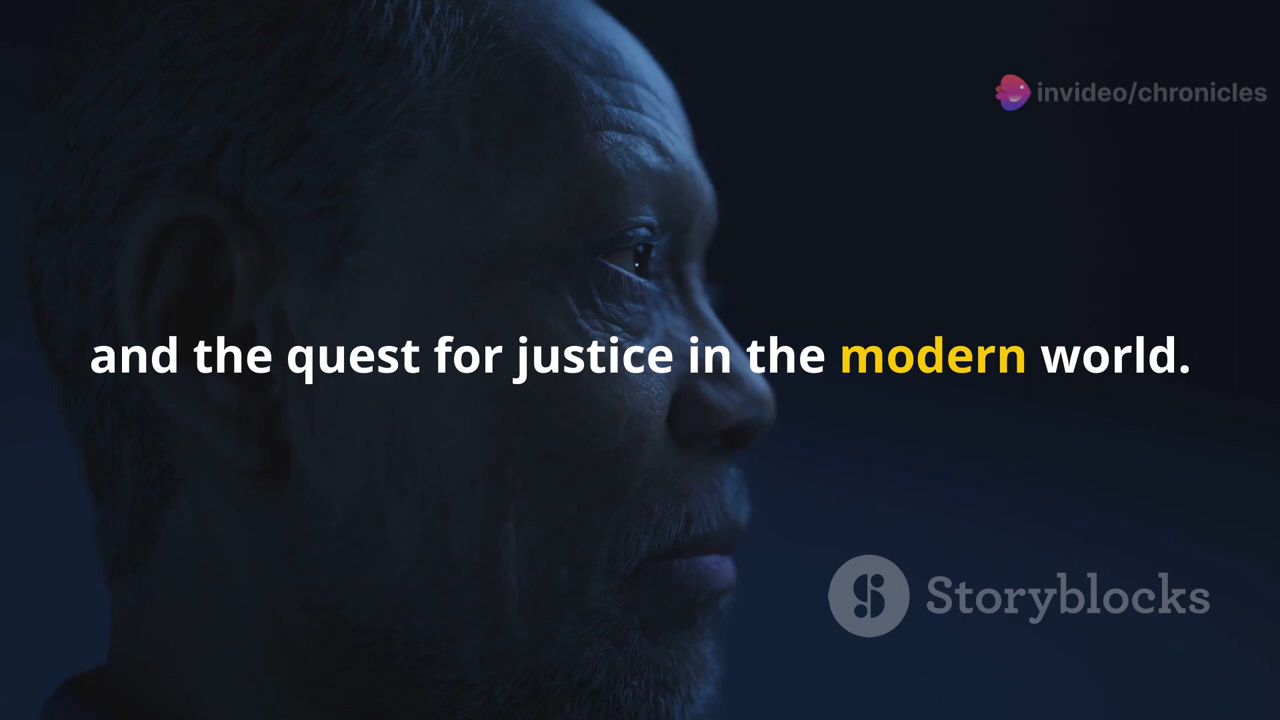 invideo/chronicles
and the quest for justice in the modern world.
Storyblocks